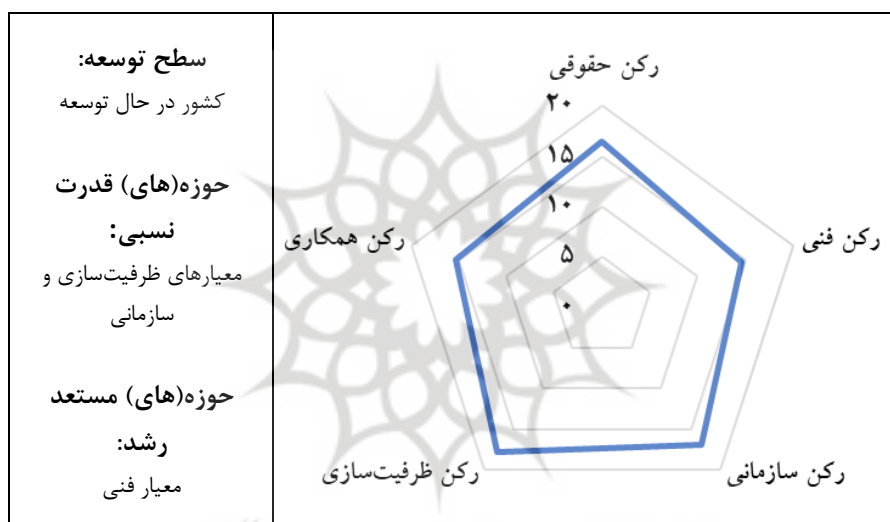 سطح توسعه:
کشور در حال توسعه
حوزه(های) قدرت
نسبی:
معیارهای ظرفیت‌سازی و
سازمانی
حوزه(های) مستعد
رشد:
معیار فنی
رکن حقوقی
۲۰
۱۵
۱۰
۵
۰
رکن فنی
رکن همکاری
رکن سازمانی
رکن ظرفیت‌سازی